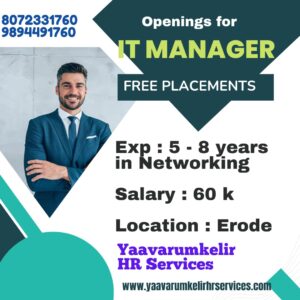 8072331760
9894491760
Openings for
IT MANAGER
FREE PLACEMENTS
Exp : 5 - 8 years
in Networking
Salary : 60 k
Location : Erode
Yaavarumkelir
HR Services
www.yaavarumkelirhrservices.com